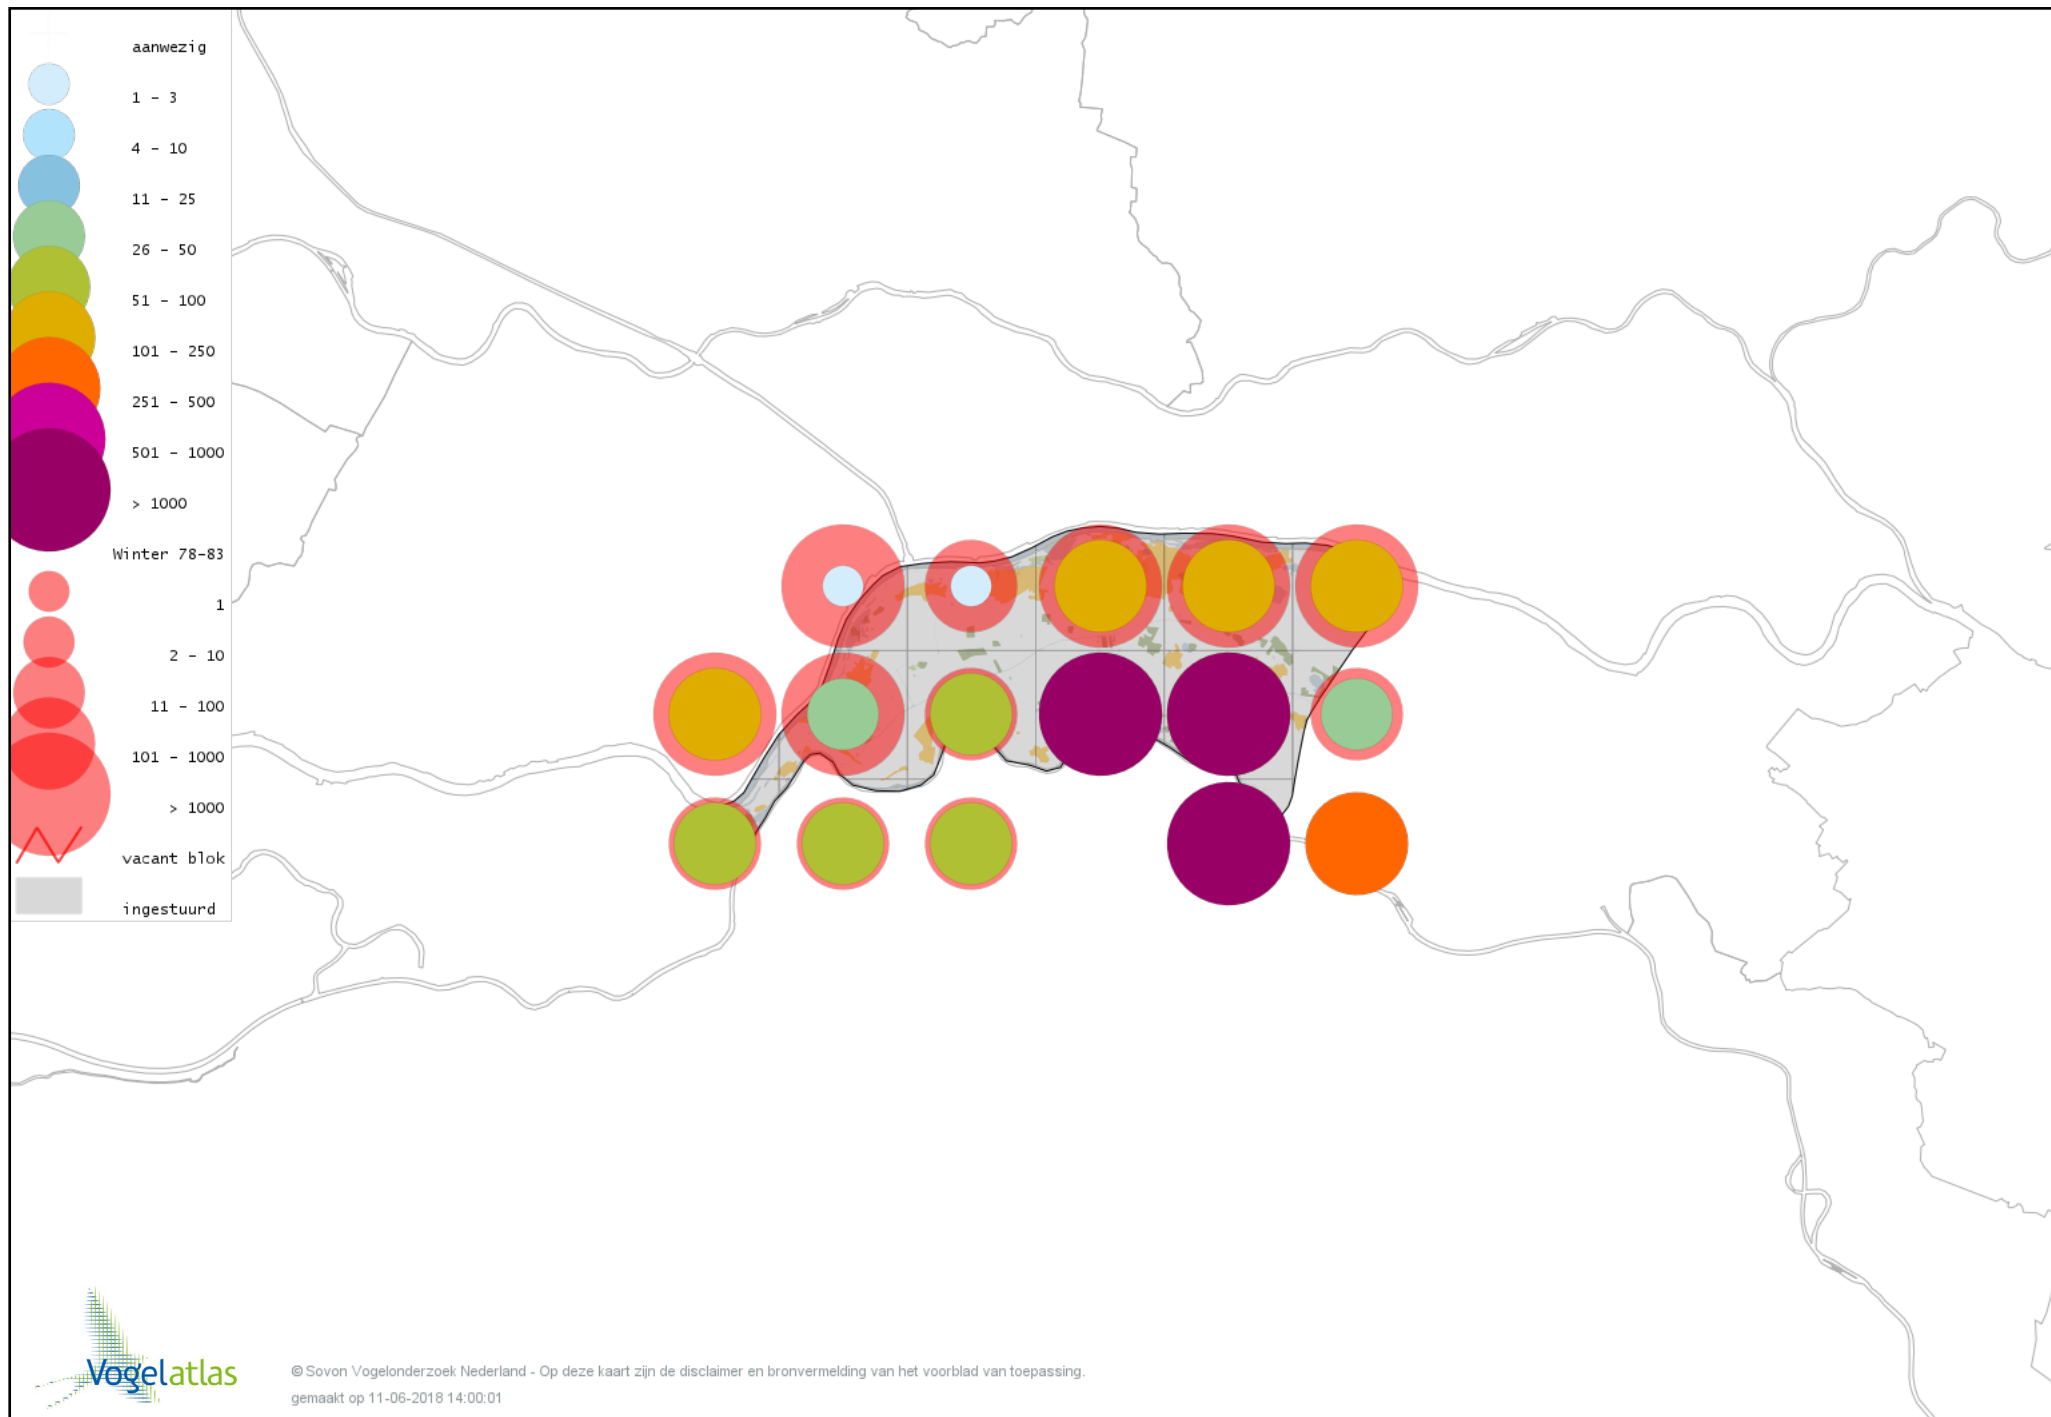 aanwezig
1 - 3
4 - 10
11 - 25
26 - 50
51 - 100
101 - 250
251 - 500
501 - 1000
> 1000
Winter 78-83
1
2 - 10
11 - 100
101 - 1000
> 1000
vacant blok
ingestuurd
Vogelatlas
© Sovon Vogelonderzoek Nederland - Op deze kaart zijn de disclaimer en bronvermelding van het voorblad van toepassing.
gemaakt op 11-06-2018 14:00:01